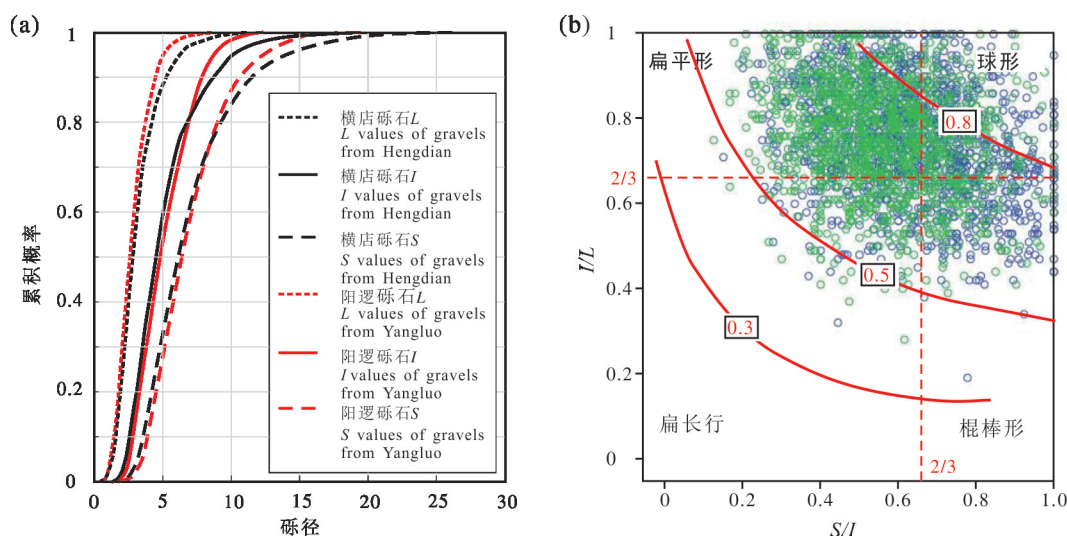 (a)
累积概率
1
0.8
0.6
0.4
0.2
0
横店砾石L
L values of gravels
from Hengdian
横店砾石I
I values of gravels
from Hengdian
横店砾石S
S values of gravels
from Hengdian
阳逻砾石L
L values of gravels
from Yangluo
阳逻砾石I
I values of gravels
from Yangluo
阳逻砾石S
S values of gravels
from Yangluo
0 5 10 15 20 25 30
砾径
(b)
I/L
1
0.8
2/3
0.6
0.4
0.2
0
扁平形
球形
0.8
0.5
0.3
扁长行
棍棒形
2/3
0 0.2 0.4 0.6 0.8 1.0
S/I